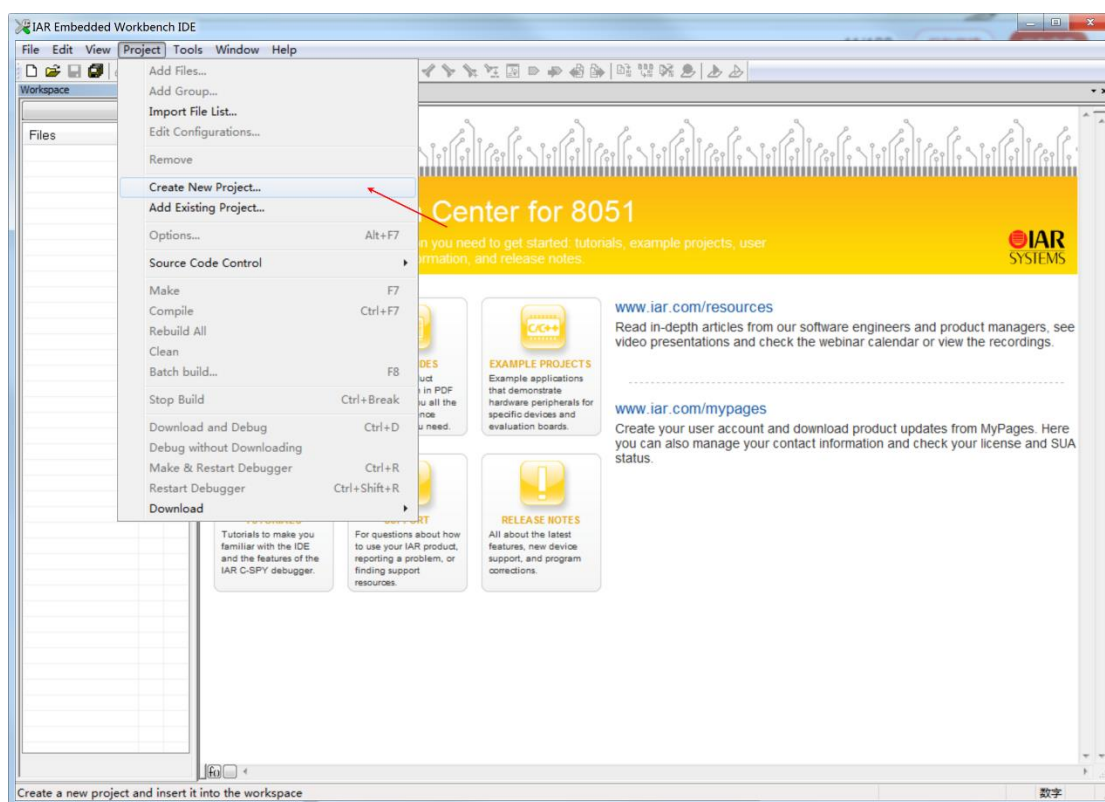 IAR Embedded Workbench IDE
File Edit View Project Tools Window Help
Workspace
Files
Add Files...
Add Group...
Import File List...
Edit Configurations...
Remove
Create New Project...
Add Existing Project...
Options... Alt+F7
Source Code Control
Make F7
Compile Ctrl+F7
Rebuild All
Clean
Batch build... F8
Stop Build Ctrl+Break
Download and Debug Ctrl+D
Debug without Downloading
Make & Restart Debugger Ctrl+R
Restart Debugger Ctrl+Shift+R
Download
Center for 8051
you need to get started: tutorials, example projects, user
and release notes.
IAR
SYSTEMS
C/C++
EXAMPLE PROJECTS
Example applications
that demonstrate
hardware peripherals for
specific devices and
evaluation boards.
in PDF
all the
need.
www.iar.com/resources
Read in-depth articles from our software engineers and product managers, see
video presentations and check the webinar calendar or view the recordings.
www.iar.com/mypages
Create your user account and download product updates from MyPages. Here
you can also manage your contact information and check your license and SUA
status.
Tutorials to make you
familiar with the IDE
and the features of the
IAR C-SPY debugger.
For questions about how
to use your IAR product,
reporting a problem, or
finding support
resources.
RELEASE NOTES
All about the latest
features, new device
support, and program
corrections.
Create a new project and insert it into the workspace
数字